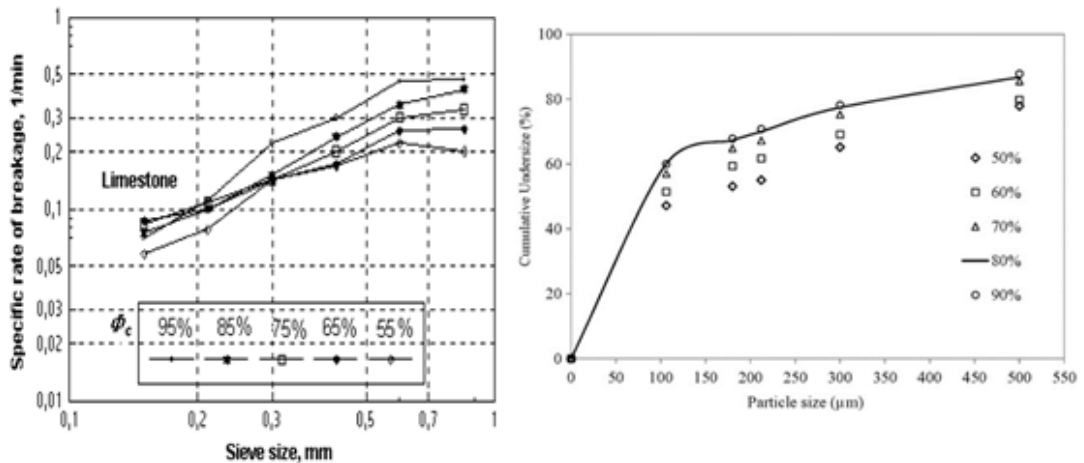 Specific rate of breakage, 1/min
1
0,5
0,3
0,2
0,1
0,05
0,03
0,02
0,01
Limestone
ϕc 95% 85% 75% 65% 55%
0,1 0,2 0,3 0,5 0,7 1
Sieve size, mm
Cumulative Undersize (%)
100
80
60
40
20
0
50%
60%
70%
80%
90%
0 50 100 150 200 250 300 350 400 450 500 550
Particle size (µm)